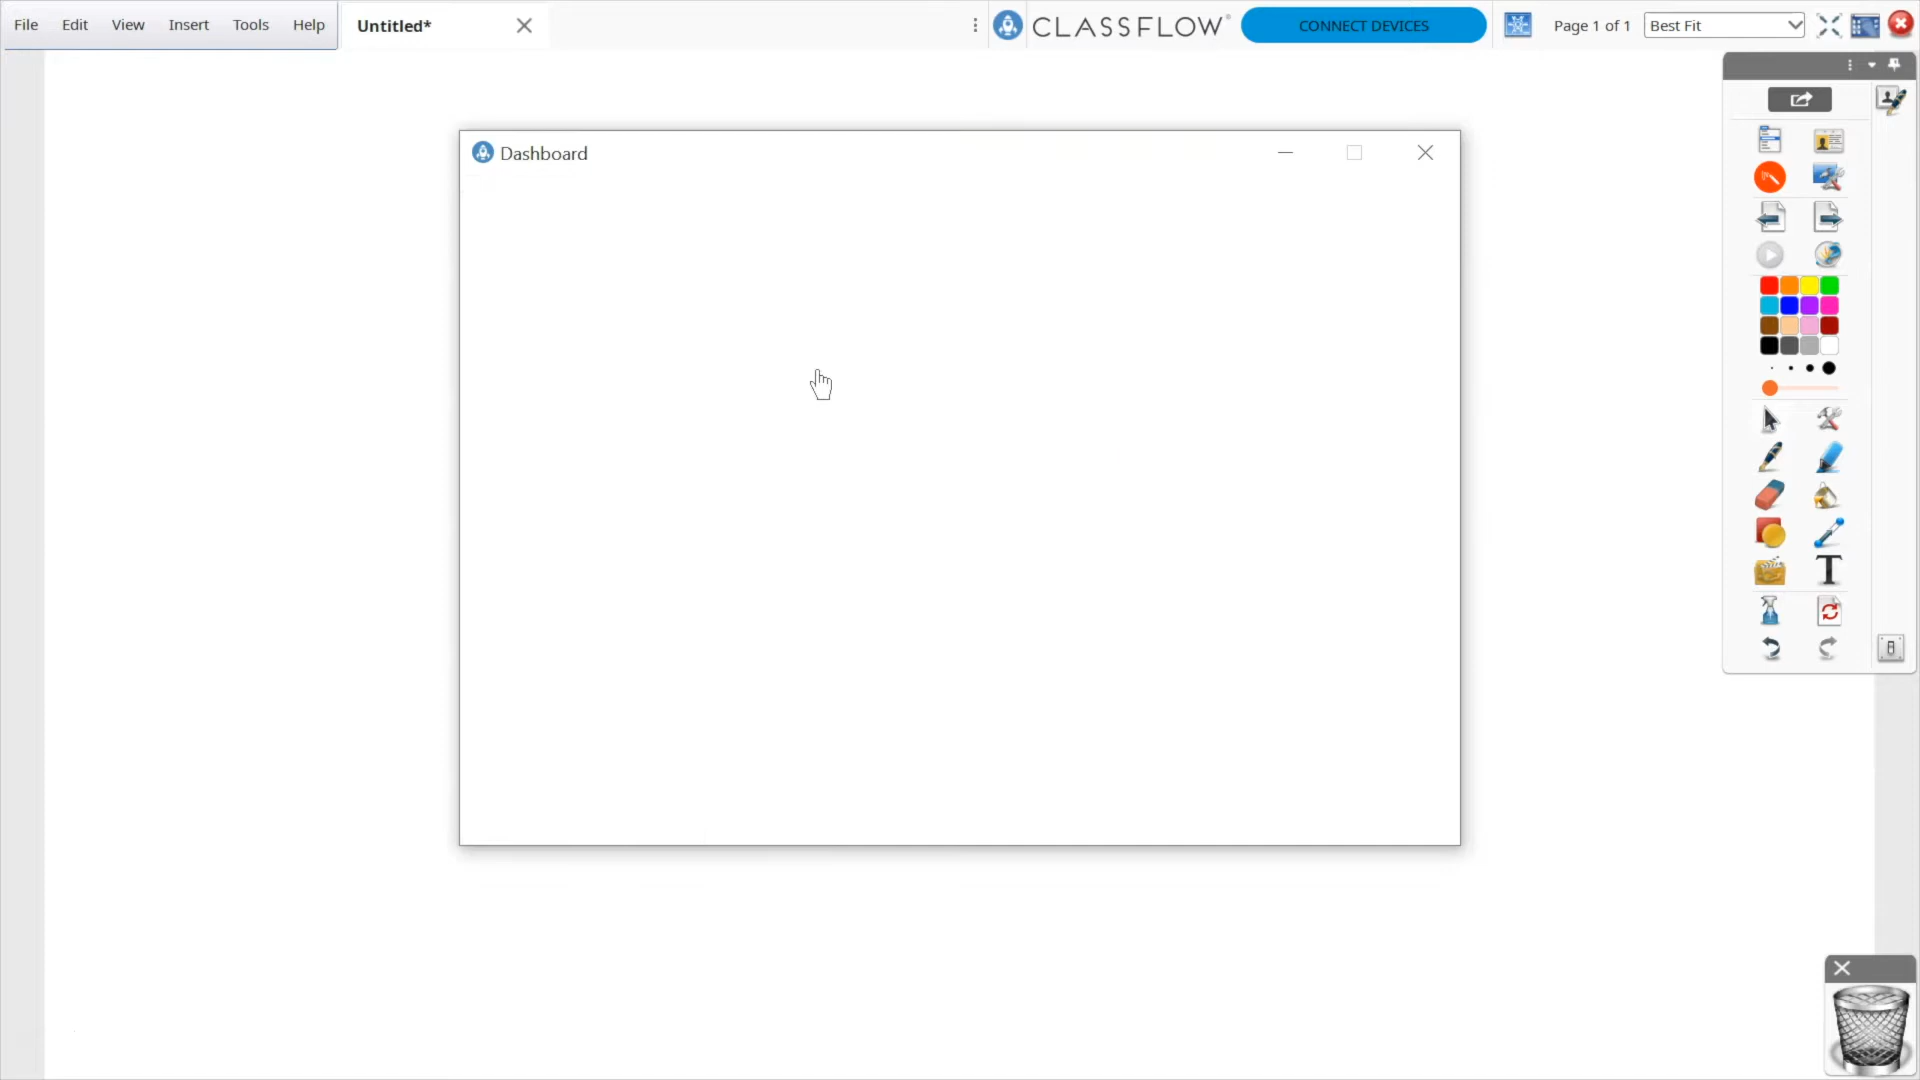 File Edit View Insert Tools Help Untitled* CLASSFLOW® CONNECT DEVICES Page 1 of 1 Best Fit
Dashboard
T